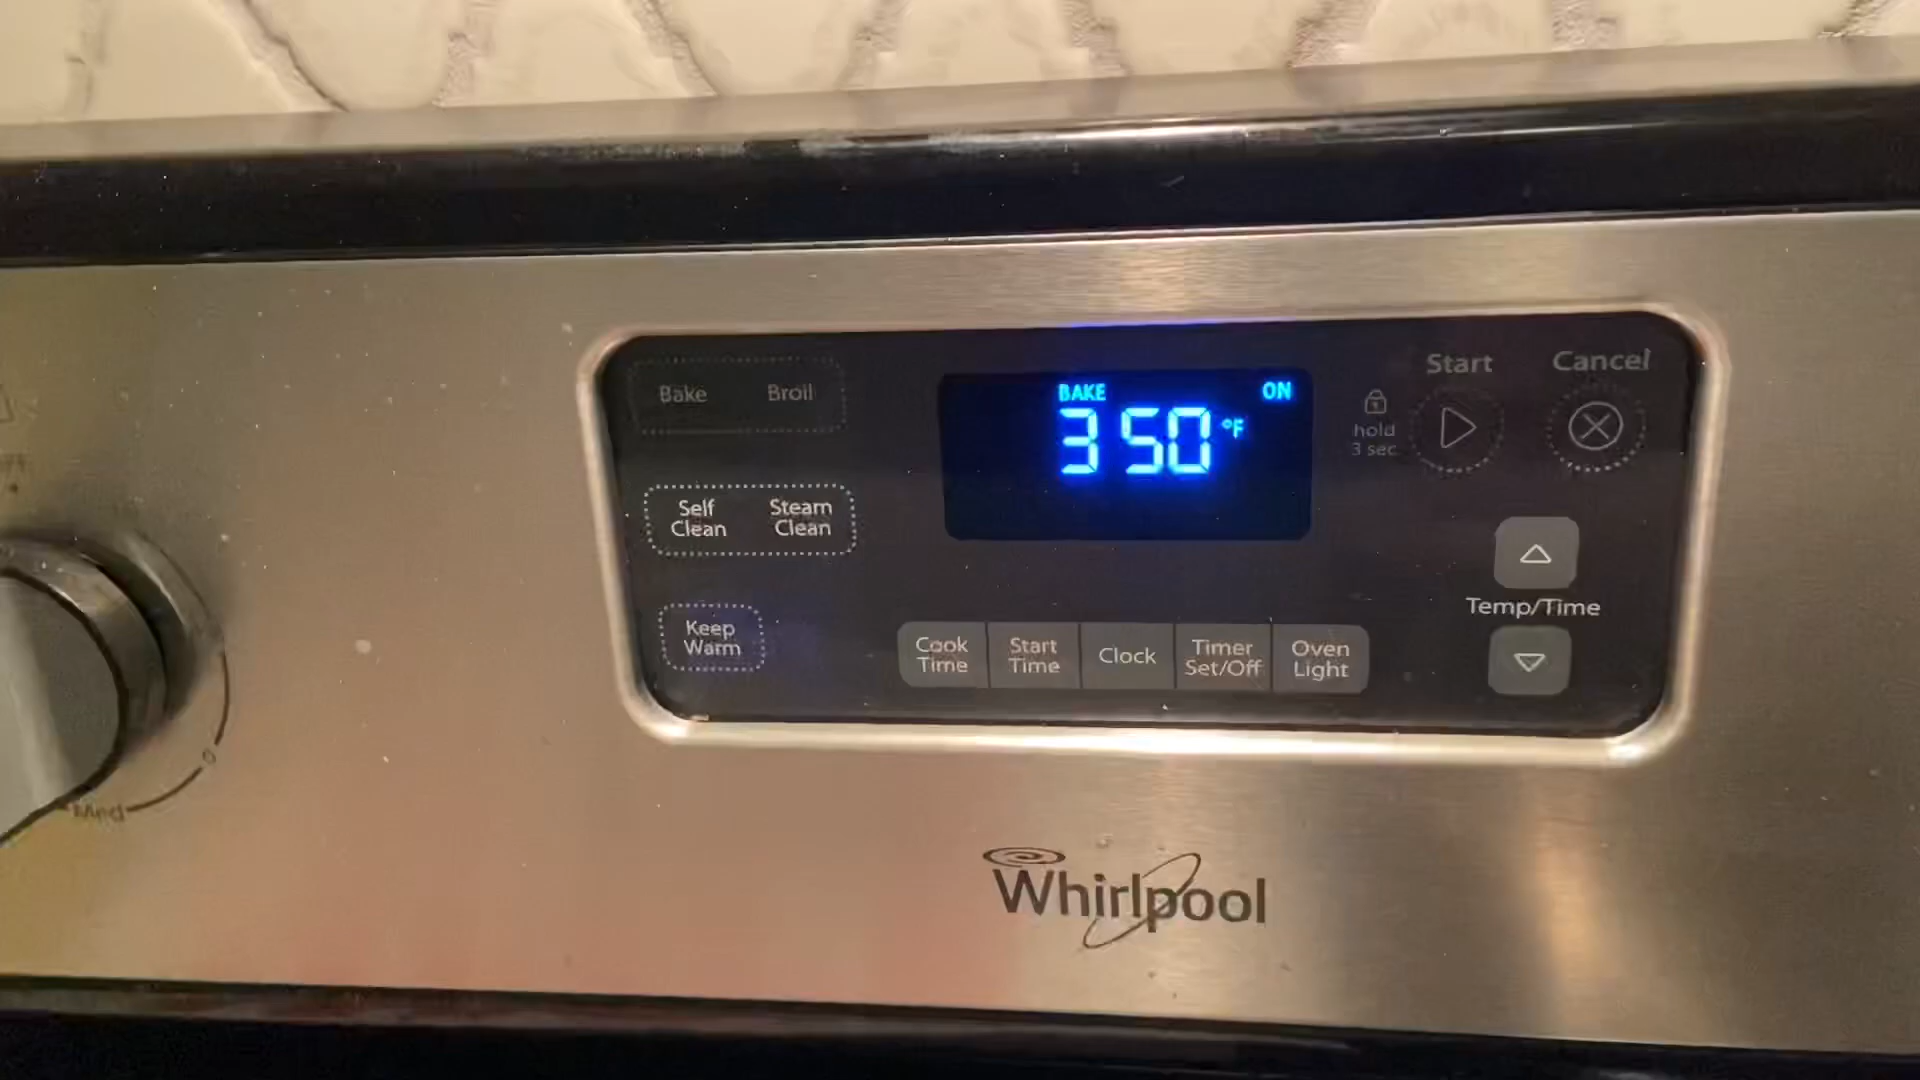 Start Cancel
BAKE ON
Bake Broil
350 °F
hold
3 sec
Self Clean
Steam Clean
Temp/Time
Keep Warm
Cook Time
Start Time
Clock
Timer Set/Off
Oven Light
Whirlpool